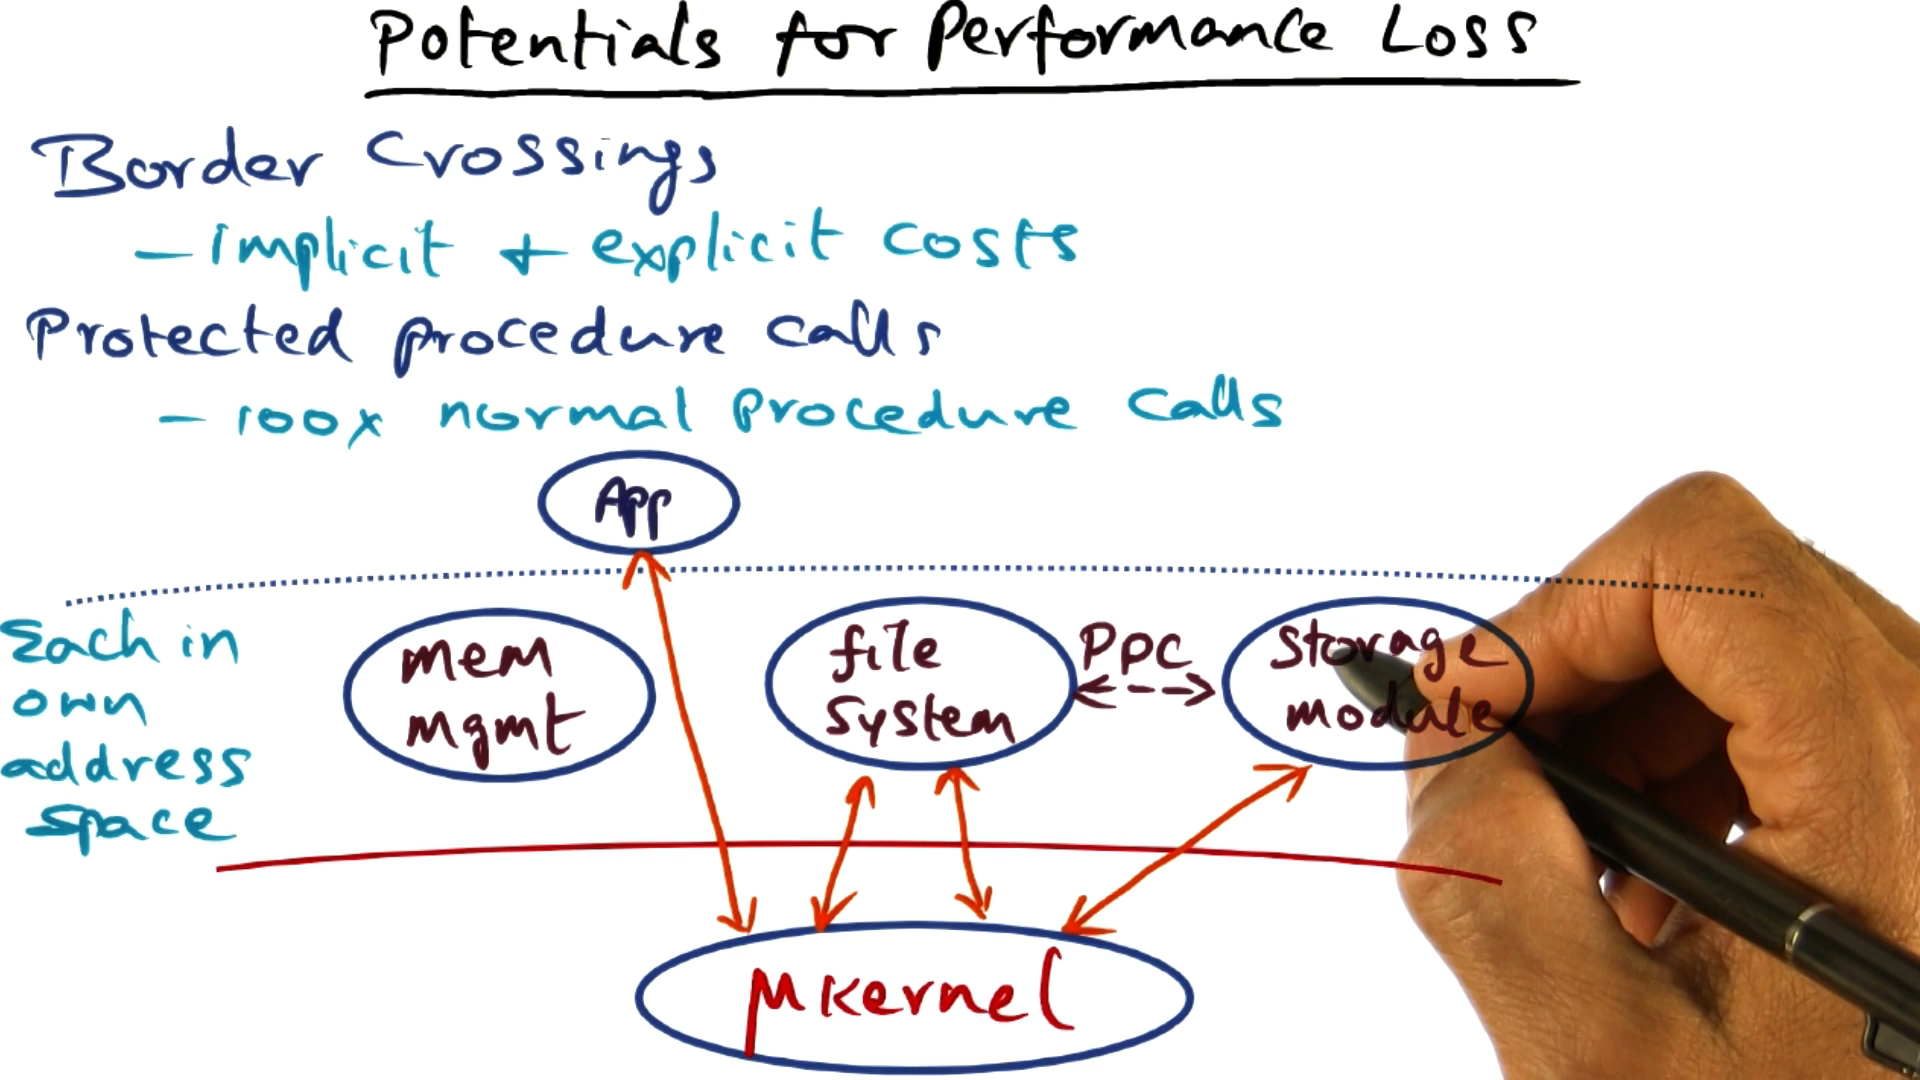 Potentials for Performance Loss
Border Crossings
- implicit + explicit costs
Protected procedure calls
- 100x normal procedure calls
App
Each in
own
address
space
mem
mgmt
file
system
PPC
storage
module
μkernel